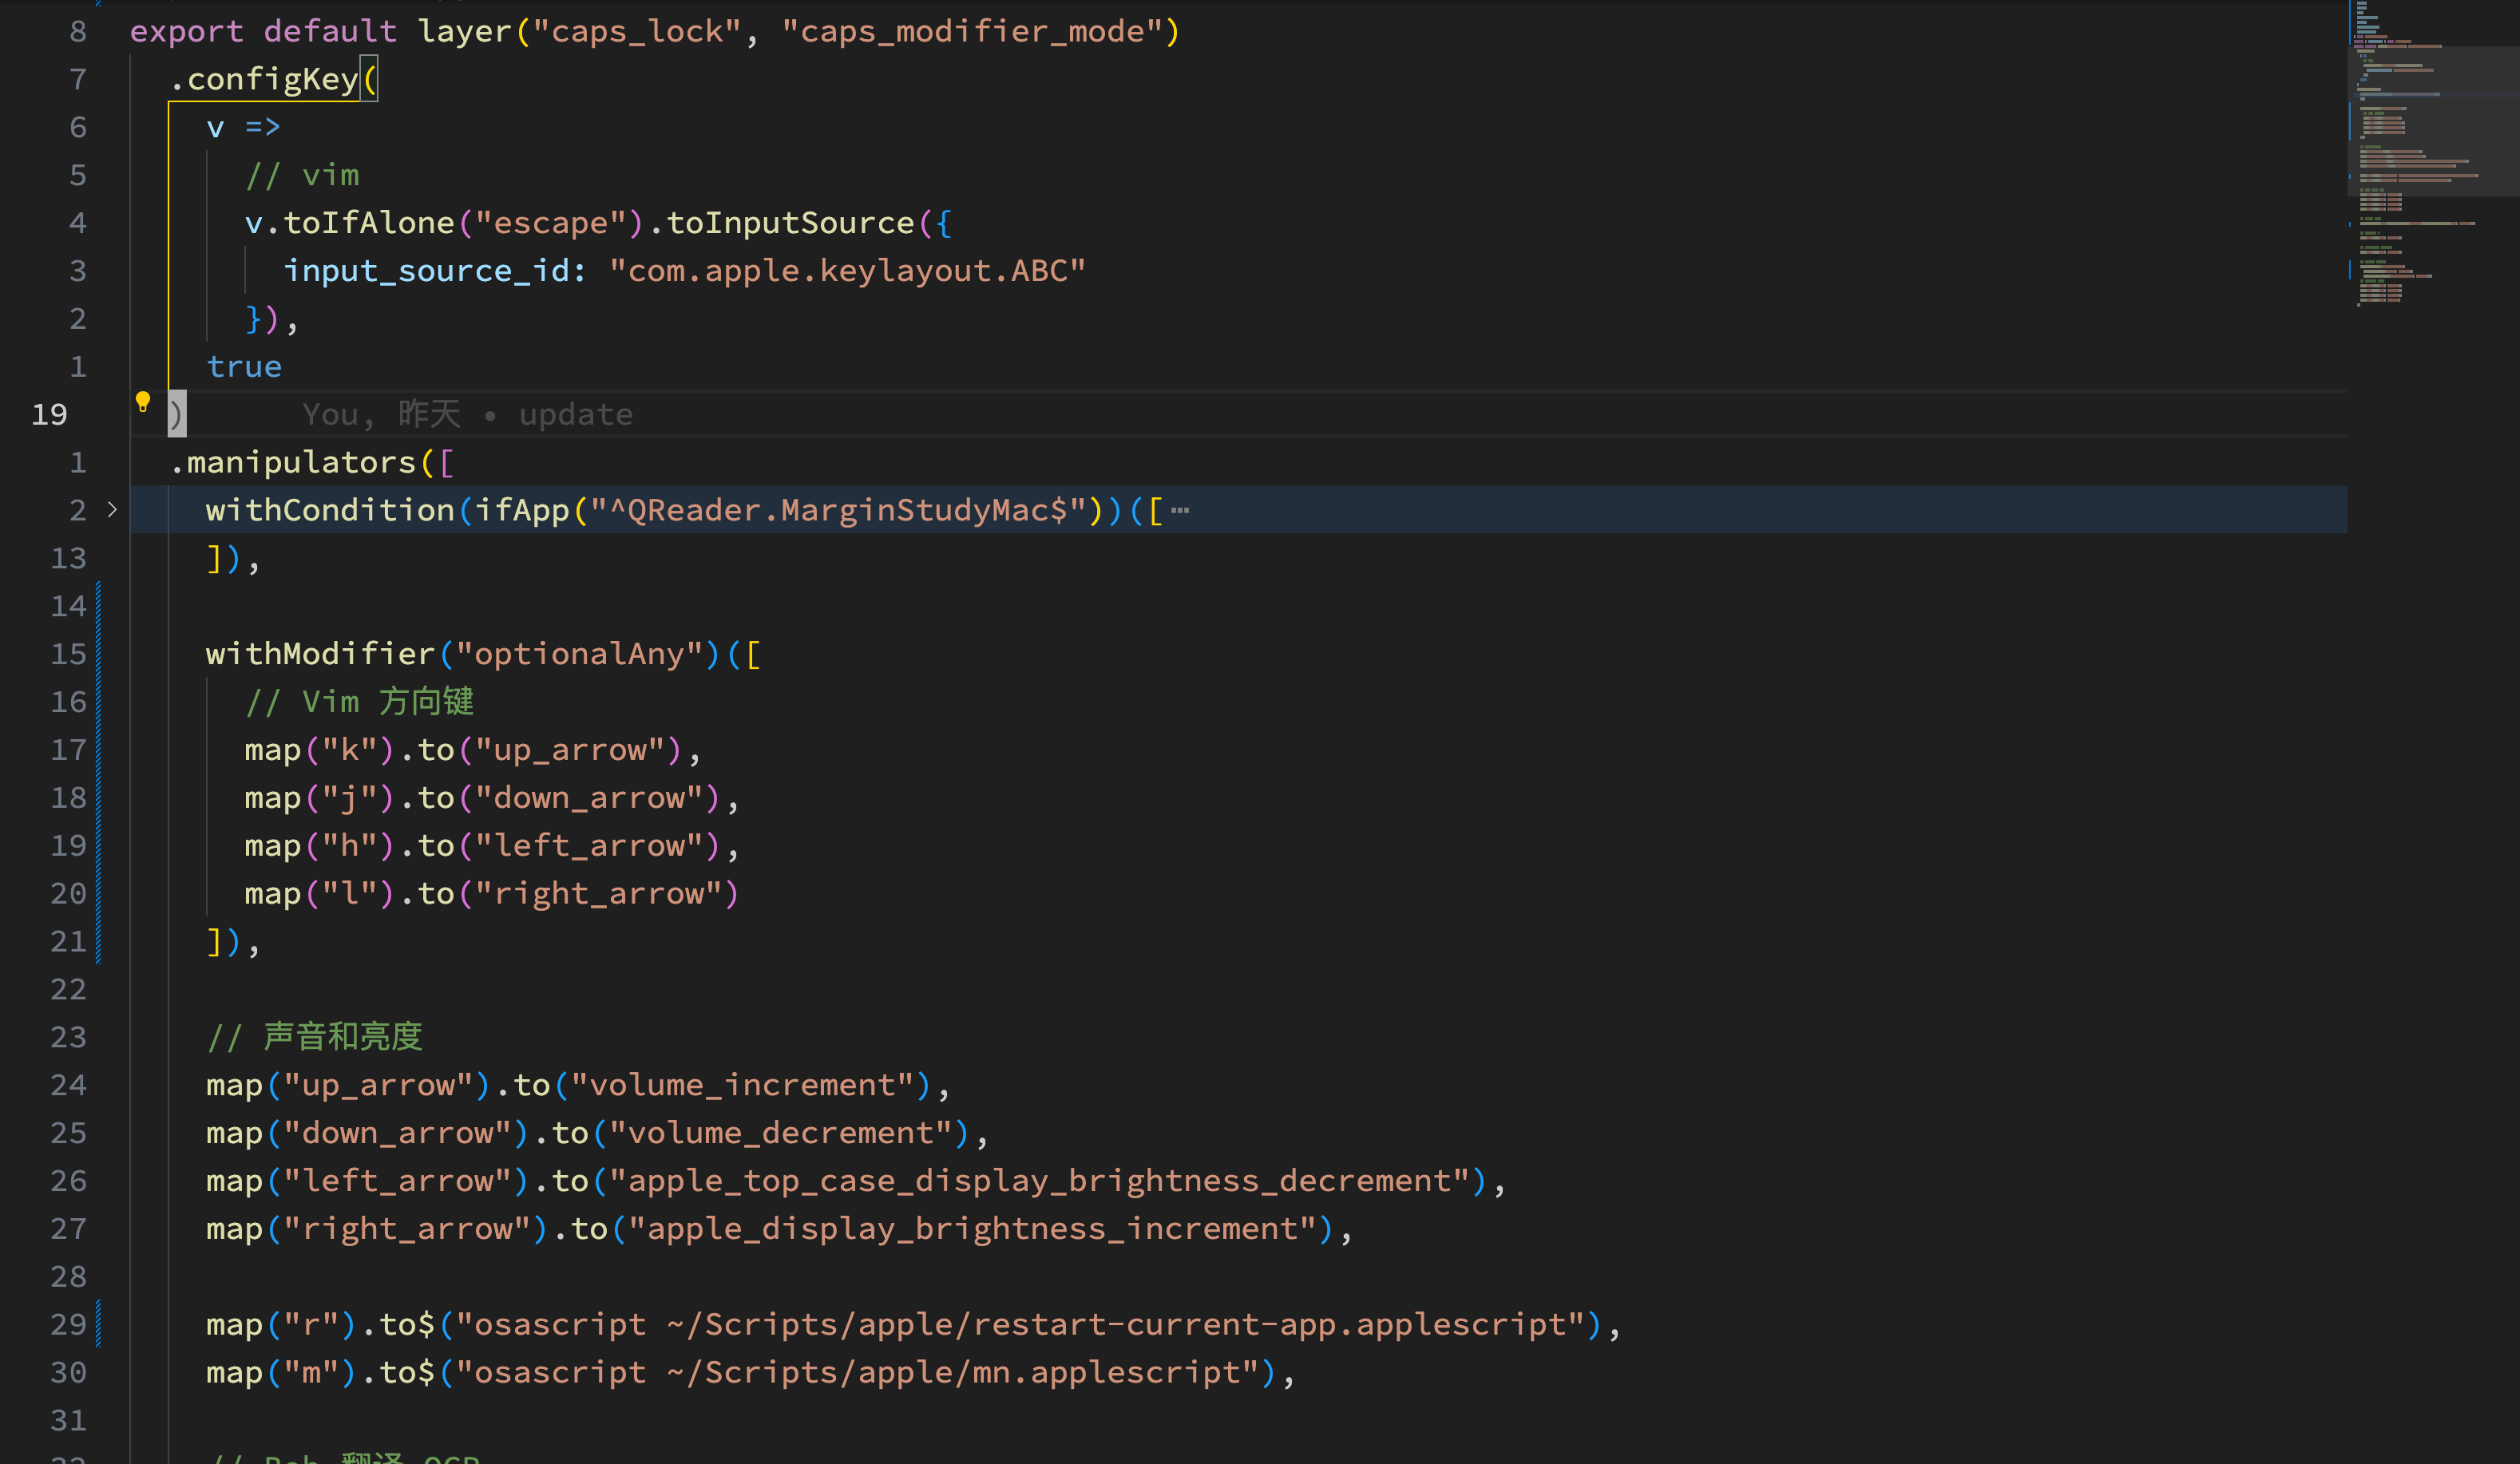 8 export default layer("caps_lock", "caps_modifier_mode")
7 .configKey(
6 v =>
5 // vim
4 v.toIfAlone("escape").toInputSource({
3 input_source_id: "com.apple.keylayout.ABC"
2 }),
1 true
19 ) You, 昨天 • update
1 .manipulators([
2 withCondition(ifApp("^QReader.MarginStudyMac$"))([ ⋯
13 ]),
14
15 withModifier("optionalAny")([
16 // Vim 方向键
17 map("k").to("up_arrow"),
18 map("j").to("down_arrow"),
19 map("h").to("left_arrow"),
20 map("l").to("right_arrow")
21 ]),
22
23 // 声音和亮度
24 map("up_arrow").to("volume_increment"),
25 map("down_arrow").to("volume_decrement"),
26 map("left_arrow").to("apple_top_case_display_brightness_decrement"),
27 map("right_arrow").to("apple_display_brightness_increment"),
28
29 map("r").to$("osascript ~/Scripts/apple/restart-current-app.applescript"),
30 map("m").to$("osascript ~/Scripts/apple/mn.applescript"),
31
32 // Bob 翻译 OCR